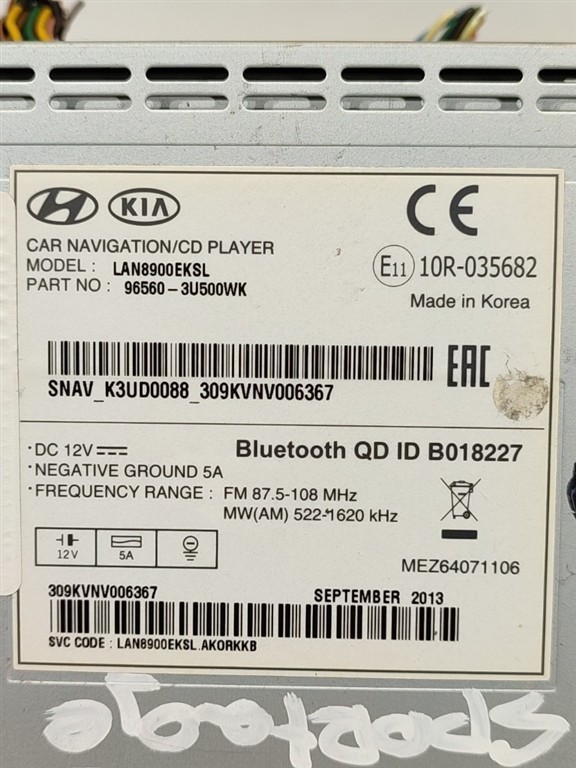 KIA
CAR NAVIGATION/CD PLAYER
MODEL : LAN8900EKSL
PART NO : 96560-3U500WK
CE
E11 10R-035682
Made in Korea
EAC
SNAV_K3UD0088_309KVNV006367
·DC 12V
·NEGATIVE GROUND 5A
·FREQUENCY RANGE : FM 87.5-108 MHz
MW(AM) 522-1620 kHz
Bluetooth QD ID B018227
12V 5A
MEZ64071106
309KVNV006367 SEPTEMBER 2013
SVC CODE : LAN8900EKSL.AKORKKB
Sportage